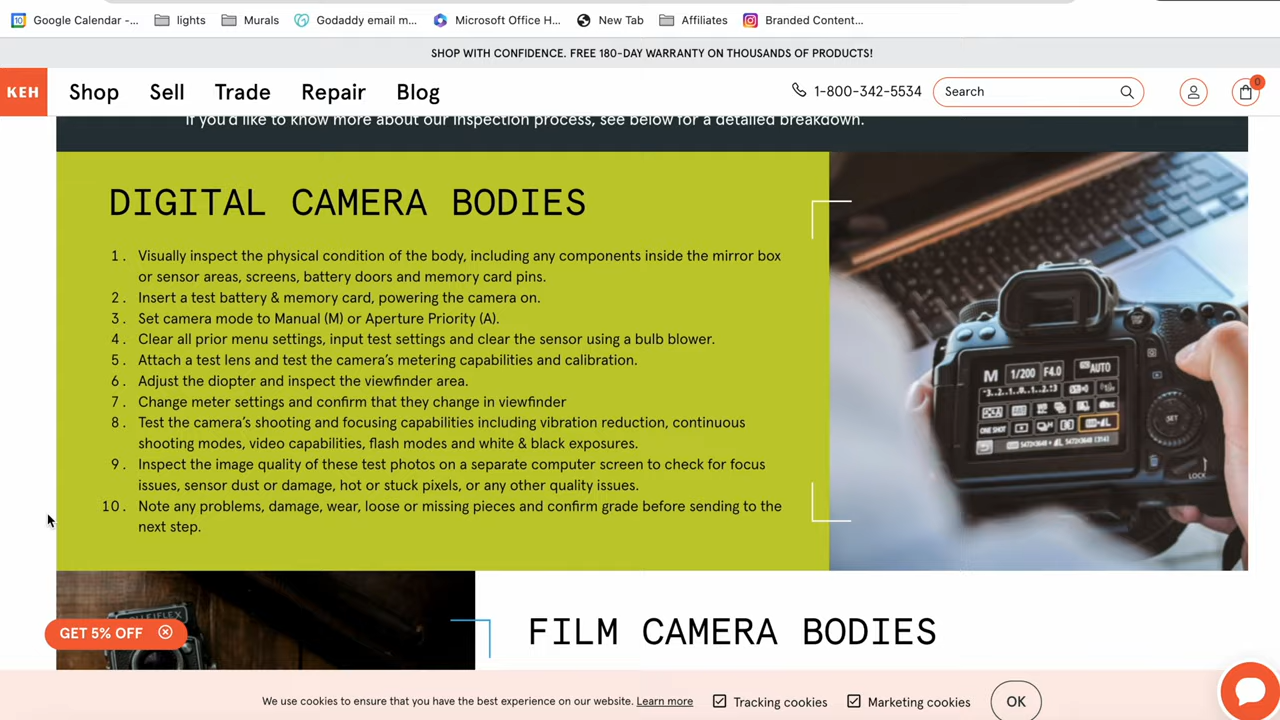 Google Calendar -...
lights
Murals
Godaddy email m...
Microsoft Office H...
New Tab
Affiliates
Branded Content...
SHOP WITH CONFIDENCE. FREE 180-DAY WARRANTY ON THOUSANDS OF PRODUCTS!
KEH
Shop
Sell
Trade
Repair
Blog
1-800-342-5534
Search
0
If you'd like to know more about our inspection process, see below for a detailed breakdown.
DIGITAL CAMERA BODIES
1. Visually inspect the physical condition of the body, including any components inside the mirror box
or sensor areas, screens, battery doors and memory card pins.
2. Insert a test battery & memory card, powering the camera on.
3. Set camera mode to Manual (M) or Aperture Priority (A).
4. Clear all prior menu settings, input test settings and clear the sensor using a bulb blower.
5. Attach a test lens and test the camera's metering capabilities and calibration.
6. Adjust the diopter and inspect the viewfinder area.
7. Change meter settings and confirm that they change in viewfinder
8. Test the camera's shooting and focusing capabilities including vibration reduction, continuous
shooting modes, video capabilities, flash modes and white & black exposures.
9. Inspect the image quality of these test photos on a separate computer screen to check for focus
issues, sensor dust or damage, hot or stuck pixels, or any other quality issues.
10. Note any problems, damage, wear, loose or missing pieces and confirm grade before sending to the
next step.
M 1/200 F4.0 AUTO
ONE SHOT
SET
LOCK
FILM CAMERA BODIES
GET 5% OFF
We use cookies to ensure that you have the best experience on our website. Learn more
Tracking cookies
Marketing cookies
OK